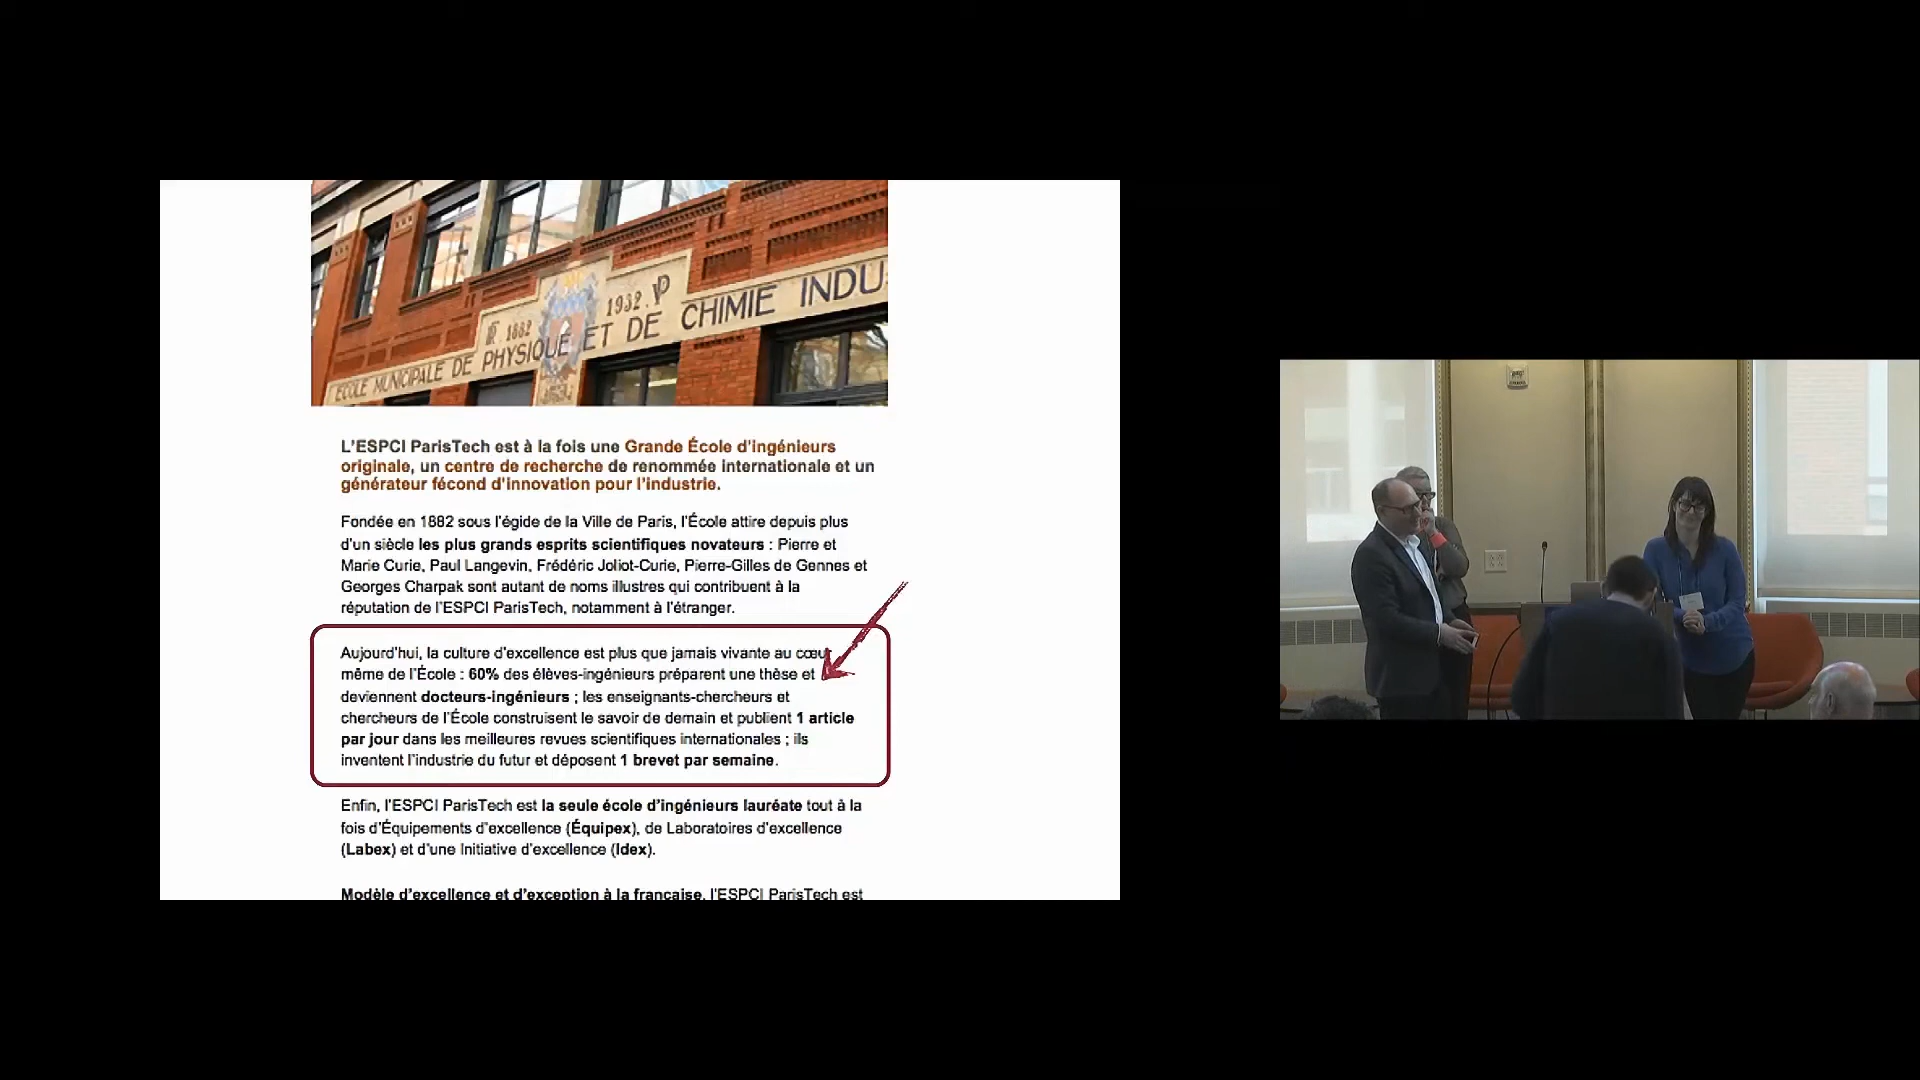 1932.
RF. 1882
ECOLE MUNICIPALE DE PHYSIQUE ET DE CHIMIE INDU
L'ESPCI ParisTech est à la fois une Grande École d'ingénieurs
originale, un centre de recherche de renommée internationale et un
générateur fécond d'innovation pour l'industrie.
Fondée en 1882 sous l'égide de la Ville de Paris, l'École attire depuis plus
d'un siècle les plus grands esprits scientifiques novateurs : Pierre et
Marie Curie, Paul Langevin, Frédéric Joliot-Curie, Pierre-Gilles de Gennes et
Georges Charpak sont autant de noms illustres qui contribuent à la
réputation de l'ESPCI ParisTech, notamment à l'étranger.
Aujourd'hui, la culture d'excellence est plus que jamais vivante au cœur
même de l'École : 60% des élèves-ingénieurs préparent une thèse et
deviennent docteurs-ingénieurs ; les enseignants-chercheurs et
chercheurs de l'École construisent le savoir de demain et publient 1 article
par jour dans les meilleures revues scientifiques internationales ; ils
inventent l'industrie du futur et déposent 1 brevet par semaine.
Enfin, l'ESPCI ParisTech est la seule école d'ingénieurs lauréate tout à la
fois d'Équipements d'excellence (Équipex), de Laboratoires d'excellence
(Labex) et d'une Initiative d'excellence (Idex).
Modèle d'excellence et d'exception à la française, l'ESPCI ParisTech est